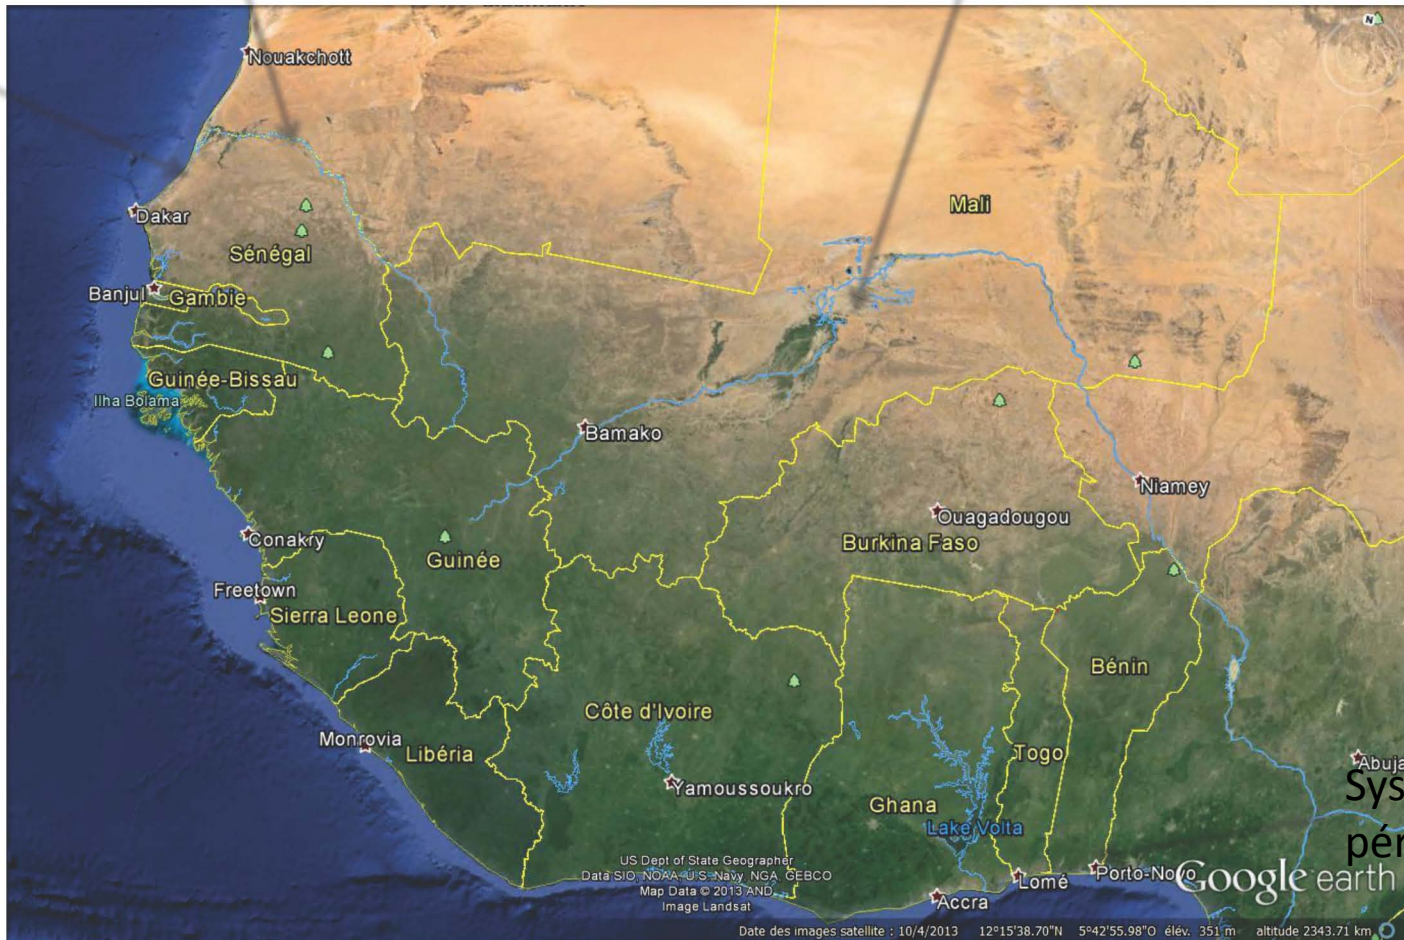 N
Nouakchott
Mali
Dakar
Sénégal
Banjul
Gambie
Guinée-Bissau
Ilha Bolama
Bamako
Niamey
Ouagadougou
Burkina Faso
Conakry
Guinée
Freetown
Sierra Leone
Bénin
Côte d'Ivoire
Monrovia
Libéria
Togo
Abuja
Yamoussoukro
Ghana
Lake Volta
Sys
pér
US Dept of State Geographer
Data SIO, NOAA, U.S. Navy, NGA, GEBCO
Map Data © 2013 AND
Image Landsat
Lomé
Porto-Novo
Google earth
Accra
Date des images satellite : 10/4/2013 12°15'38.70"N 5°42'55.98"O élév. 351 m altitude 2343.71 km